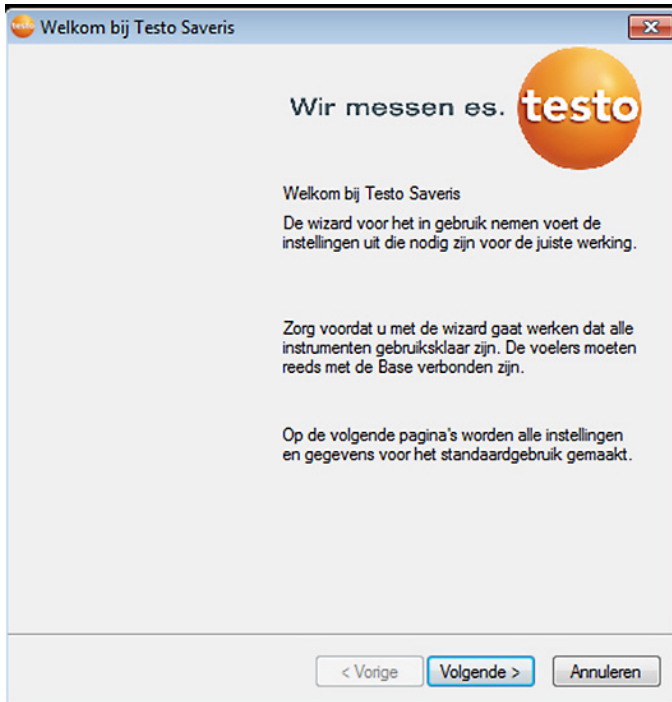 Welkom bij Testo Saveris
Wir messen es. testo
Welkom bij Testo Saveris
De wizard voor het in gebruik nemen voert de
instellingen uit die nodig zijn voor de juiste werking.
Zorg voordat u met de wizard gaat werken dat alle
instrumenten gebruiksklaar zijn. De voelers moeten
reeds met de Base verbonden zijn.
Op de volgende pagina's worden alle instellingen
en gegevens voor het standaardgebruik gemaakt.
< Vorige Volgende > Annuleren